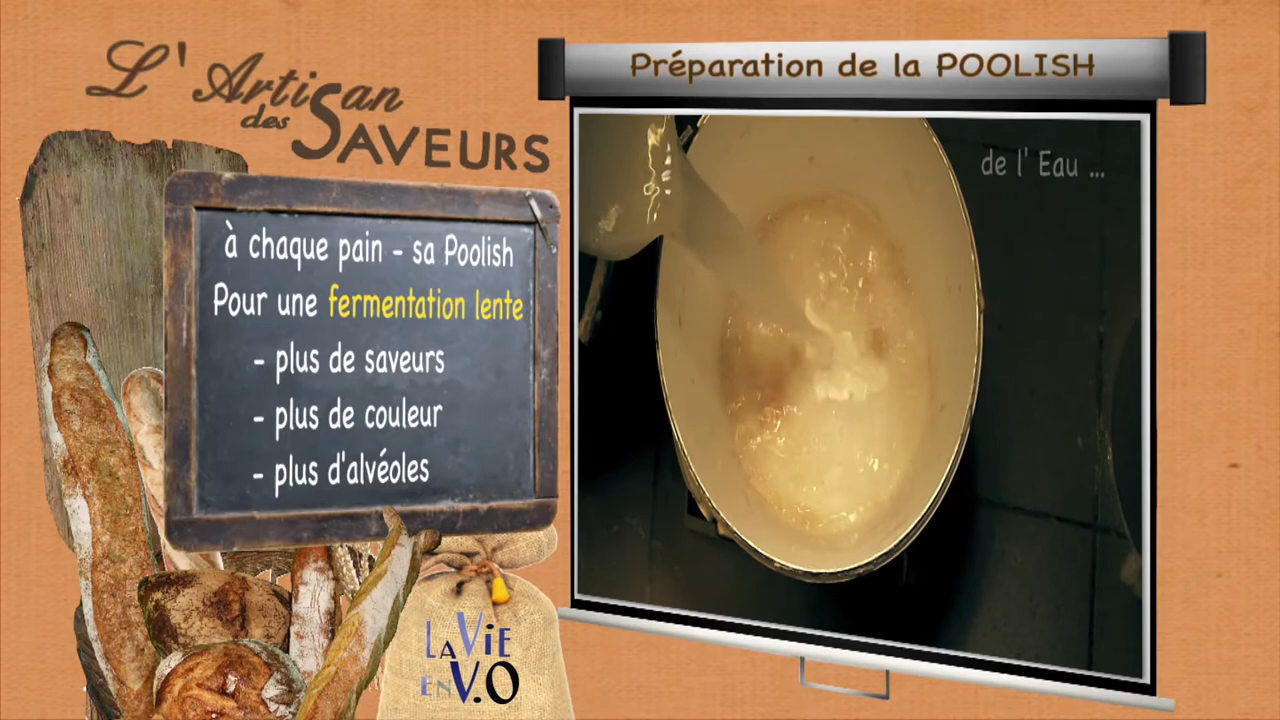 L'Artisan
des SAVEURS
à chaque pain - sa Poolish
Pour une fermentation lente
- plus de saveurs
- plus de couleur
- plus d'alvéoles
LA ViE
EN V.O
Préparation de la POOLISH
de l'Eau ...